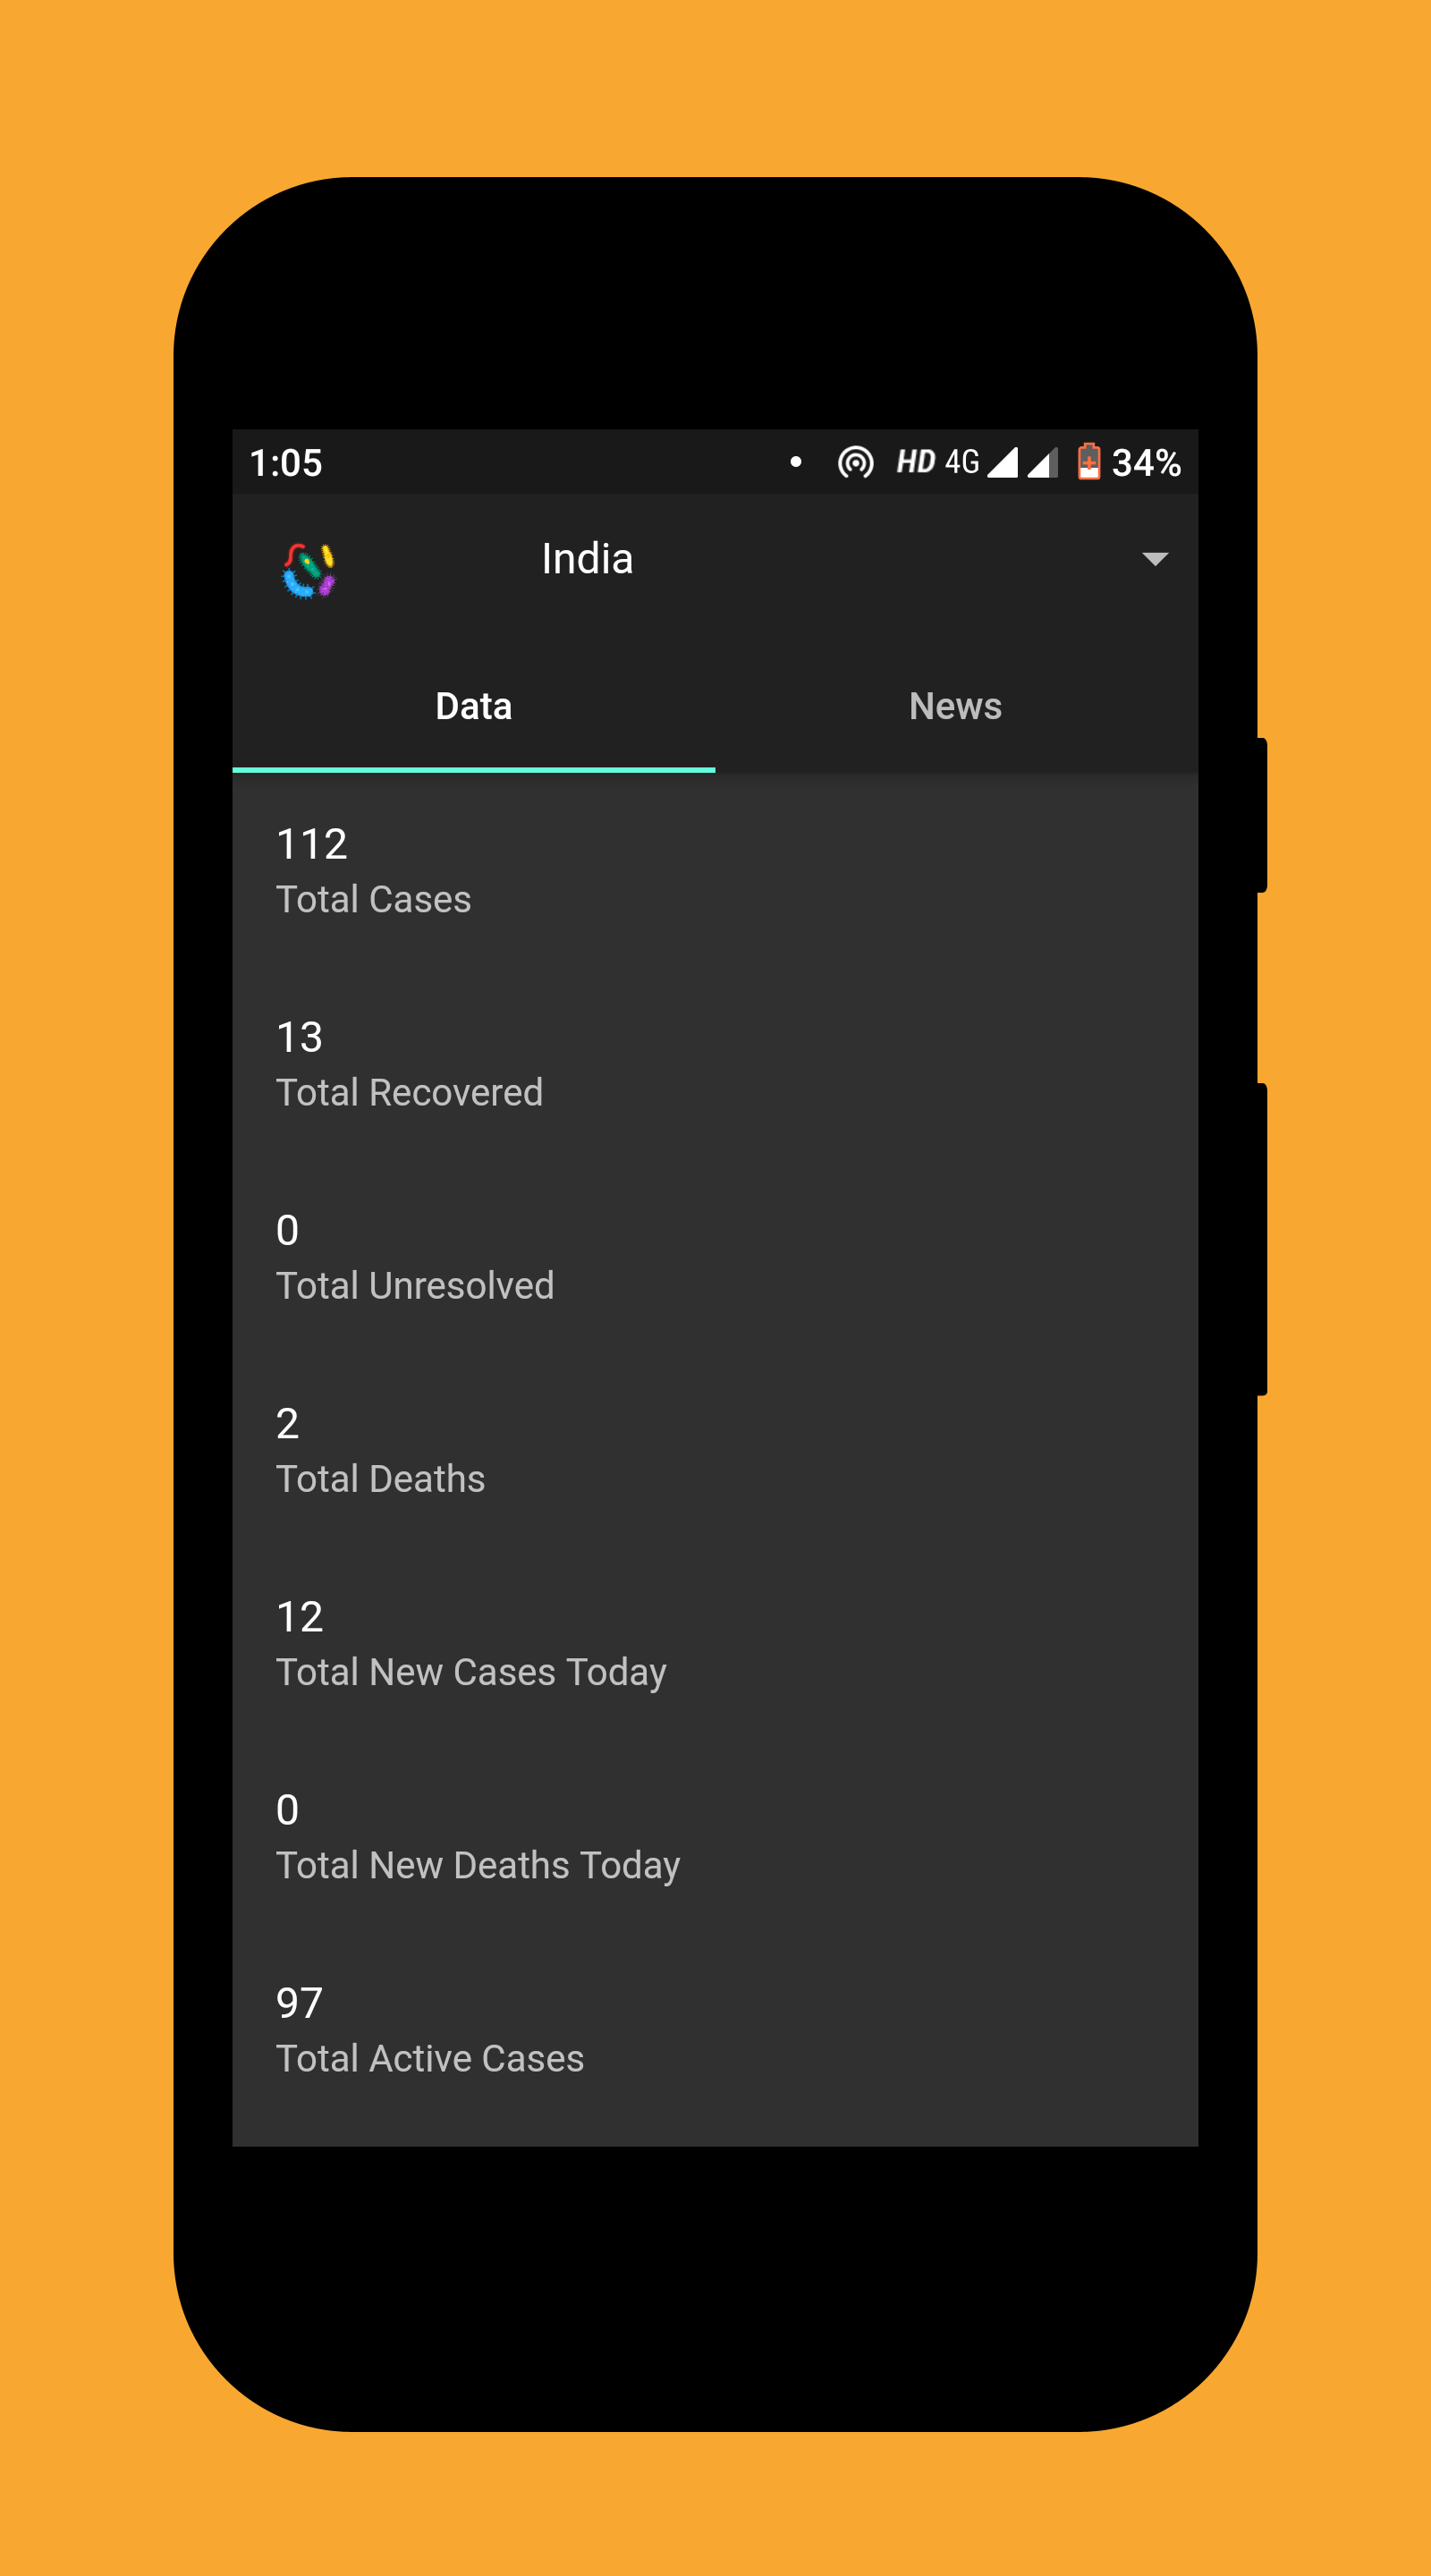 1:05 HD 4G 34%
India
Data News
112
Total Cases
13
Total Recovered
0
Total Unresolved
2
Total Deaths
12
Total New Cases Today
0
Total New Deaths Today
97
Total Active Cases